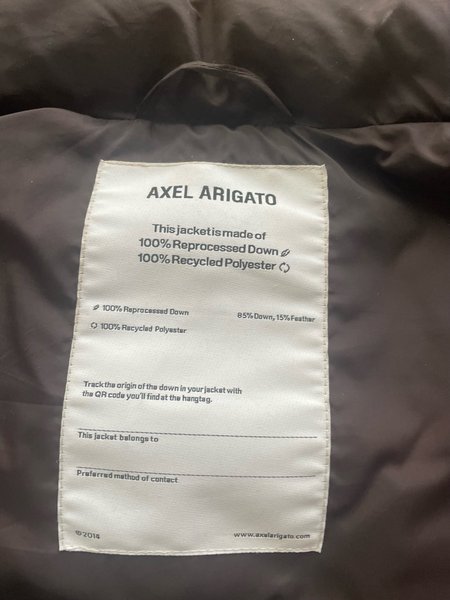 AXEL ARIGATO
This jacket is made of
100% Reprocessed Down
100% Recycled Polyester
100% Reprocessed Down 85% Down, 15% Feather
100% Recycled Polyester
Track the origin of the down in your jacket with
the QR code you'll find at the hangtag.
This jacket belongs to
Preferred method of contact
©2014 www.axelarigato.com